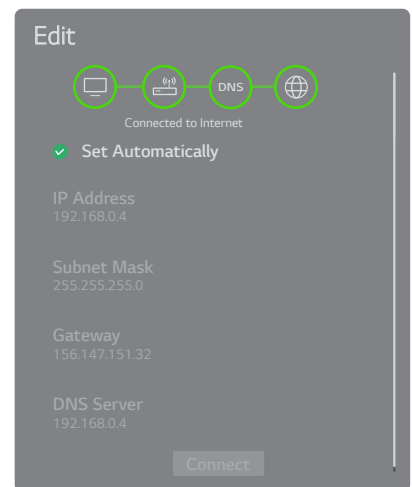 Edit
DNS
Connected to Internet
Set Automatically
IP Address
192.168.0.4
Subnet Mask
255.255.255.0
Gateway
156.147.151.32
DNS Server
192.168.0.4
Connect